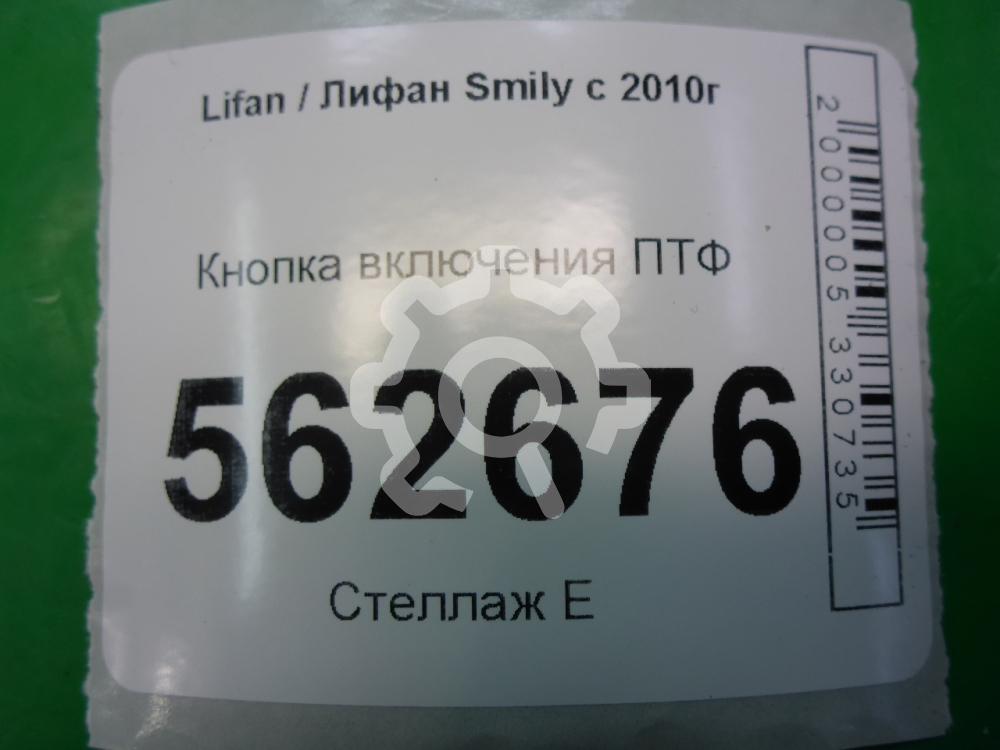 Lifan / Лифан Smily с 2010г
Кнопка включения ПТФ
562676
Стеллаж Е
2000005330735